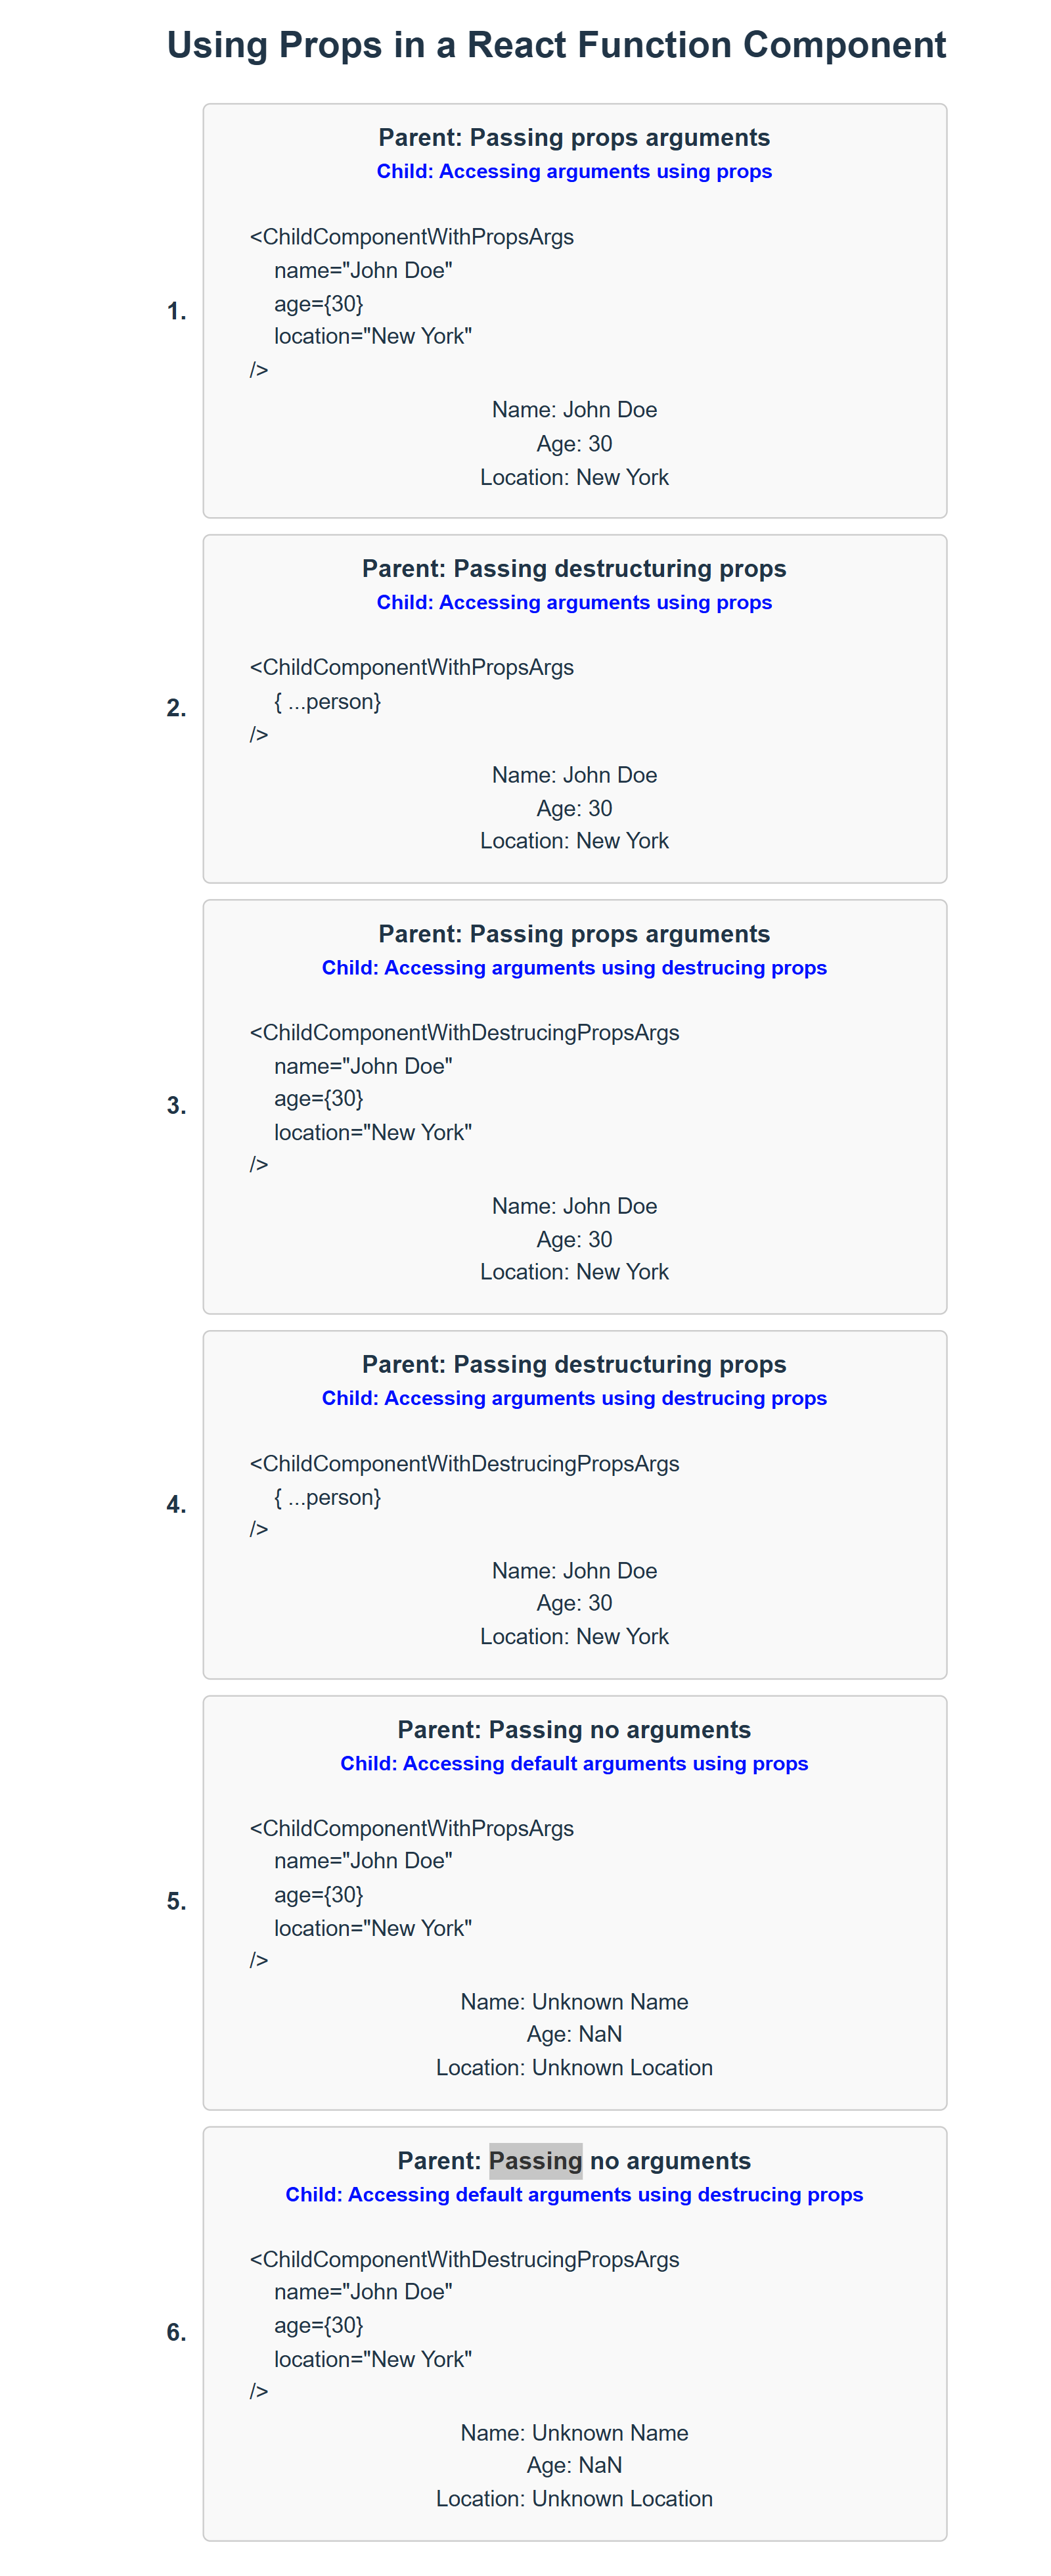 Using Props in a React Function Component
Parent: Passing props arguments
Child: Accessing arguments using props
1.
<ChildComponentWithPropsArgs
name="John Doe"
age={30}
location="New York"
/>
Name: John Doe
Age: 30
Location: New York
Parent: Passing destructuring props
Child: Accessing arguments using props
2.
<ChildComponentWithPropsArgs
{ ...person}
/>
Name: John Doe
Age: 30
Location: New York
Parent: Passing props arguments
Child: Accessing arguments using destrucing props
3.
<ChildComponentWithDestrucingPropsArgs
name="John Doe"
age={30}
location="New York"
/>
Name: John Doe
Age: 30
Location: New York
Parent: Passing destructuring props
Child: Accessing arguments using destrucing props
4.
<ChildComponentWithDestrucingPropsArgs
{ ...person}
/>
Name: John Doe
Age: 30
Location: New York
Parent: Passing no arguments
Child: Accessing default arguments using props
5.
<ChildComponentWithPropsArgs
name="John Doe"
age={30}
location="New York"
/>
Name: Unknown Name
Age: NaN
Location: Unknown Location
Parent: Passing no arguments
Child: Accessing default arguments using destrucing props
6.
<ChildComponentWithDestrucingPropsArgs
name="John Doe"
age={30}
location="New York"
/>
Name: Unknown Name
Age: NaN
Location: Unknown Location